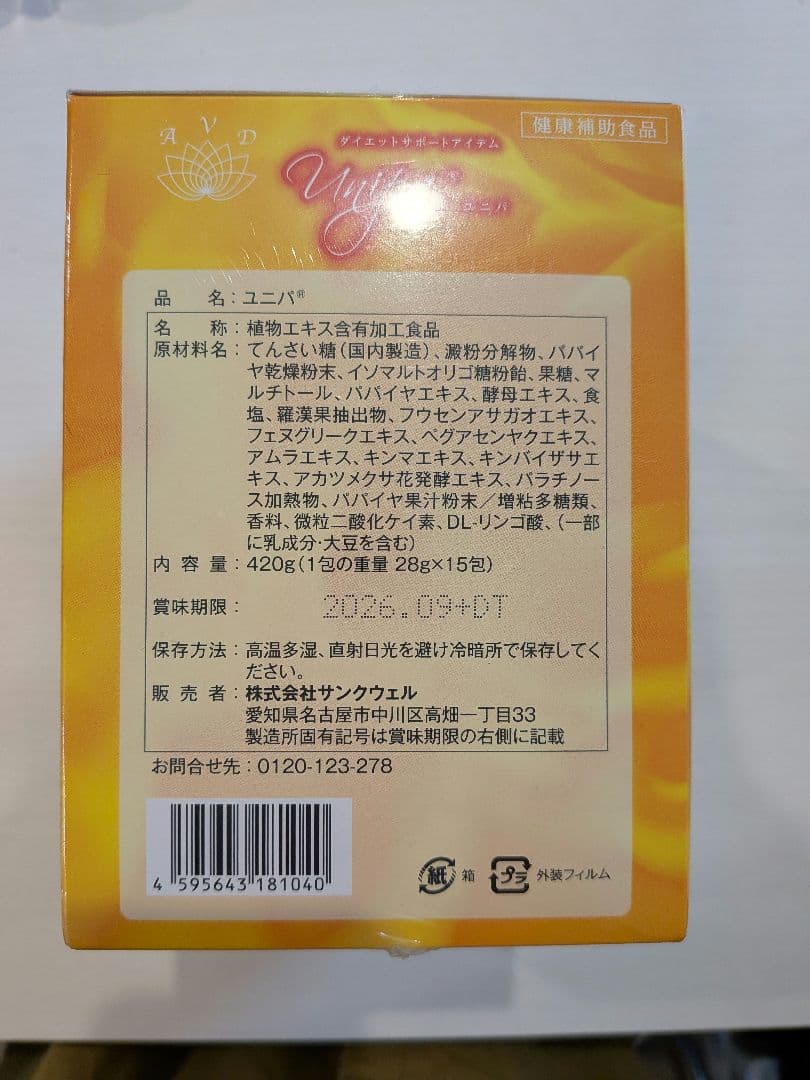 A V D
健康補助食品
ダイエットサポートアイテム
ユニパ
品　　名：ユニパ®
名　　称：植物エキス含有加工食品
原材料名：てんさい糖（国内製造）、澱粉分解物、パパイ
ヤ乾燥粉末、イソマルトオリゴ糖粉飴、果糖、マ
ルチトール、パパイヤエキス、酵母エキス、食
塩、羅漢果抽出物、フウセンアサガオエキス、
フェヌグリークエキス、ペグアセンヤクエキス、
アムラエキス、キンマエキス、キンバイザサエ
キス、アカツメクサ花発酵エキス、パラチノー
ス加熱物、パパイヤ果汁粉末／増粘多糖類、
香料、微粒二酸化ケイ素、DL-リンゴ酸、（一部
に乳成分・大豆を含む）
内 容 量：420g（1包の重量 28g×15包）
賞味期限：2026.09+DT
保存方法：高温多湿、直射日光を避け冷暗所で保存してく
ださい。
販 売 者：株式会社サンクウェル
愛知県名古屋市中川区高畑一丁目33
製造所固有記号は賞味期限の右側に記載
お問合せ先：0120-123-278
4 595643 181040
紙 箱 プラ 外装フィルム